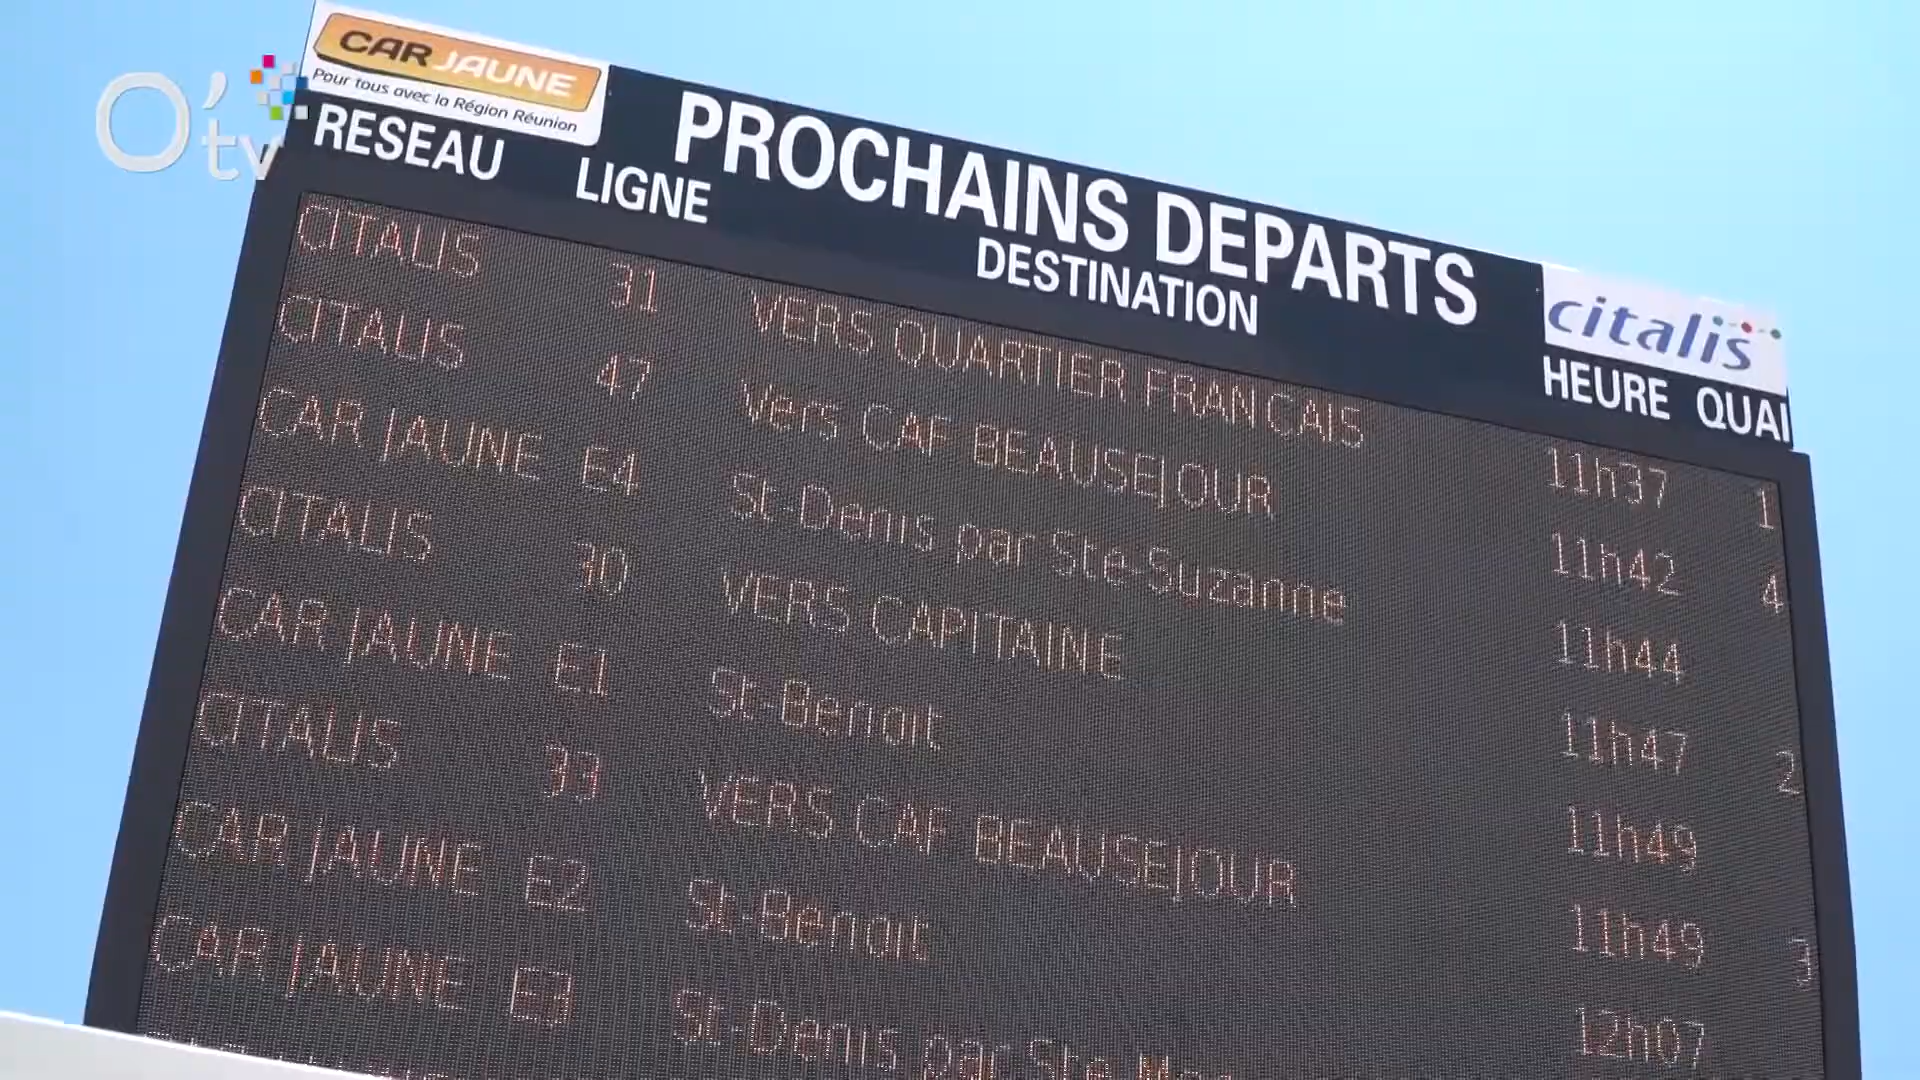 O'tv
CAR JAUNE
Pour tous avec la Région Réunion
PROCHAINS DEPARTS
citalis
RESEAU LIGNE DESTINATION HEURE QUAI
CITALIS 31 VERS QUARTIER FRANCAIS 11h37 1
CITALIS 47 Vers CAF BEAUSEJOUR 11h42 4
CAR JAUNE E4 St-Denis par Ste-Suzanne 11h44
CITALIS 30 VERS CAPITAINE 11h47 2
CAR JAUNE E1 St-Benoit 11h49
CITALIS 33 VERS CAF BEAUSEJOUR 11h49 3
CAR JAUNE E2 St-Benoit 12h07
CAR JAUNE E3 St-Denis par